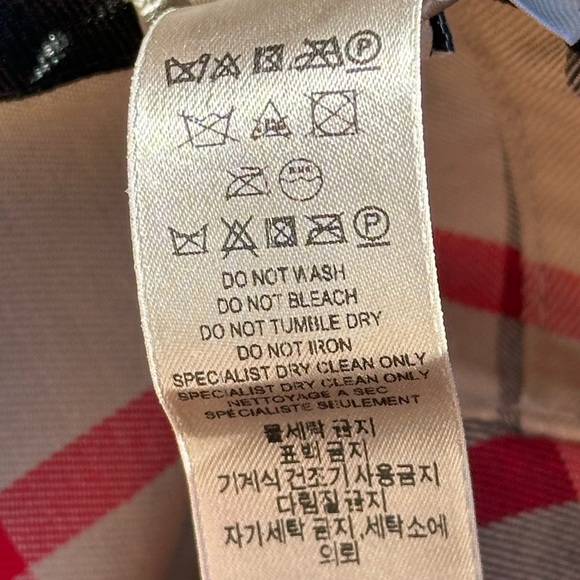 P
P
DO NOT WASH
DO NOT BLEACH
DO NOT TUMBLE DRY
DO NOT IRON
SPECIALIST DRY CLEAN ONLY
SPECIALIST DRY CLEAN ONLY
NETTOYAGE A SEC
SPECIALISTE SEULEMENT
물세탁 금지
표백 금지
기계식 건조기 사용금지
다림질 금지
자기세탁 금지, 세탁소에
의뢰